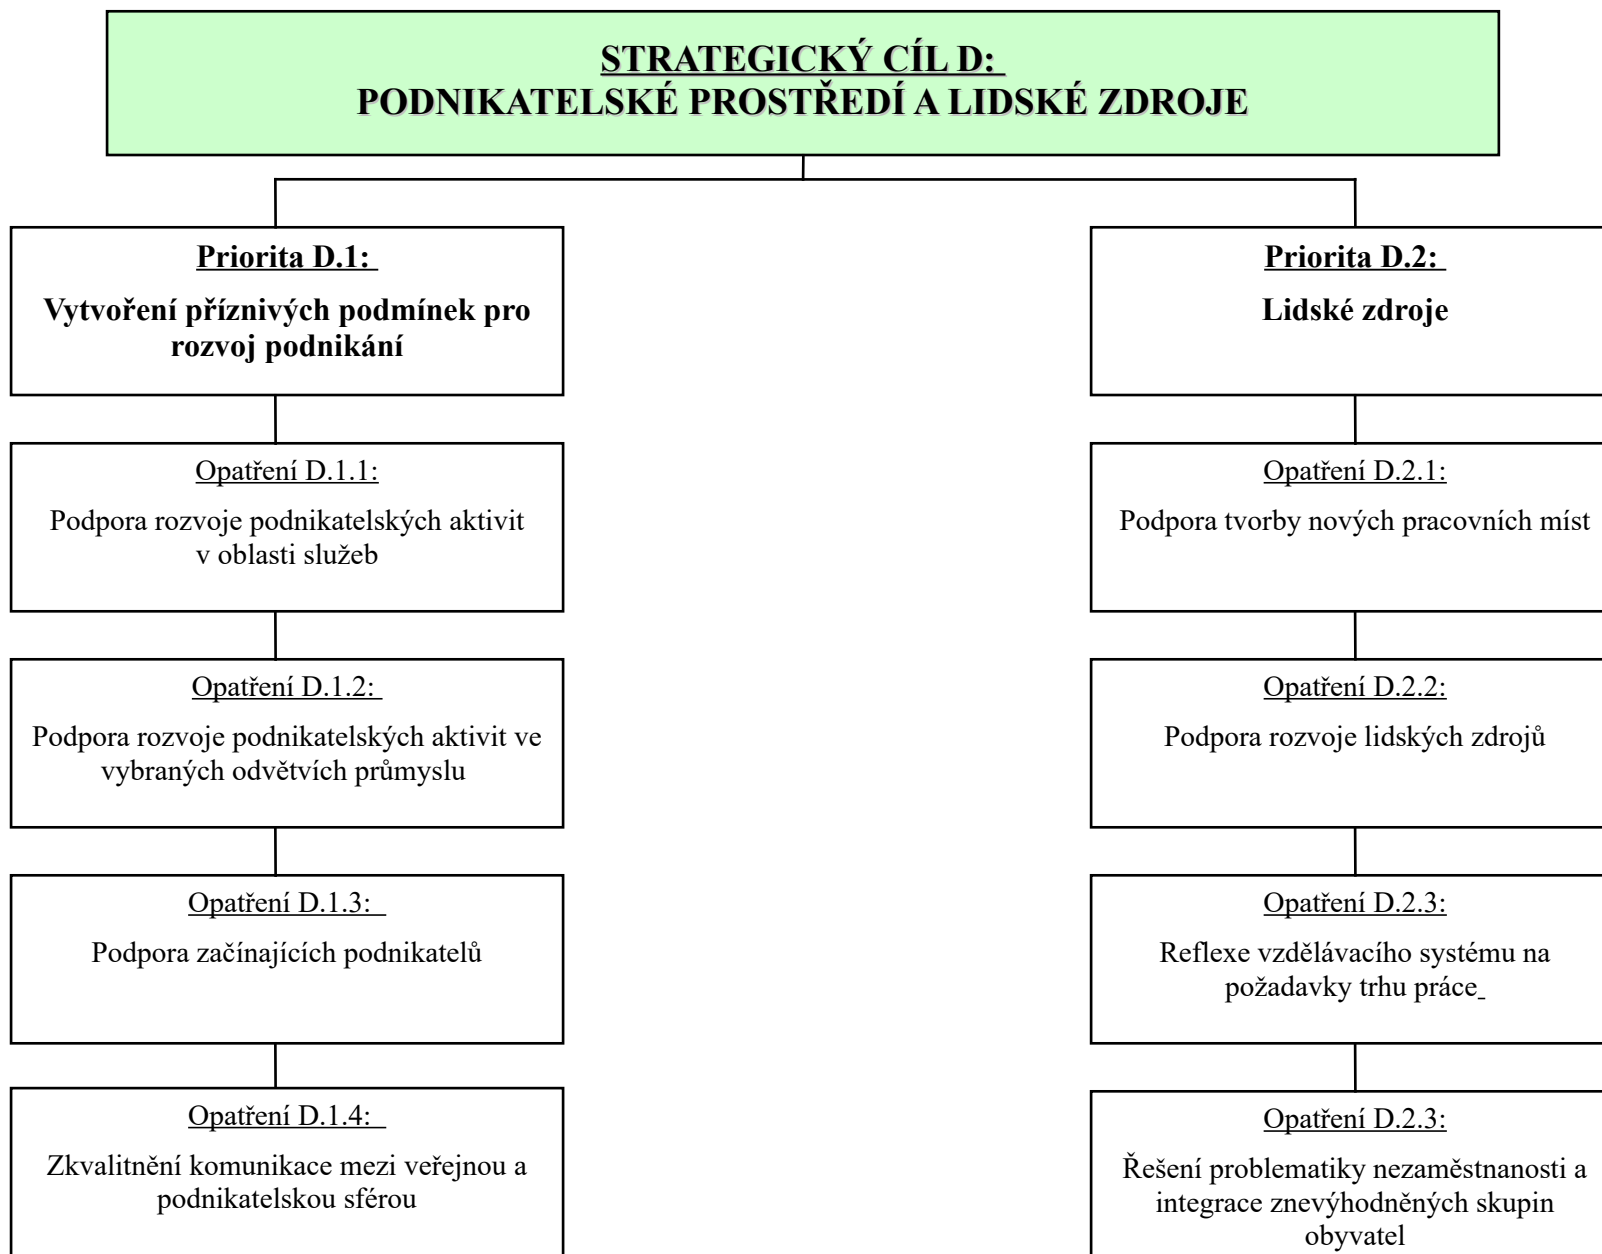 STRATEGICKÝ CÍL D:
PODNIKATELSKÉ PROSTŘEDÍ A LIDSKÉ ZDROJE
Priorita D.1:
Vytvoření příznivých podmínek pro
rozvoj podnikání
Opatření D.1.1:
Podpora rozvoje podnikatelských aktivit
v oblasti služeb
Opatření D.1.2:
Podpora rozvoje podnikatelských aktivit ve
vybraných odvětvích průmyslu
Opatření D.1.3:
Podpora začínajících podnikatelů
Opatření D.1.4:
Zkvalitnění komunikace mezi veřejnou a
podnikatelskou sférou
Priorita D.2:
Lidské zdroje
Opatření D.2.1:
Podpora tvorby nových pracovních míst
Opatření D.2.2:
Podpora rozvoje lidských zdrojů
Opatření D.2.3:
Reflexe vzdělávacího systému na
požadavky trhu práce
Opatření D.2.3:
Řešení problematiky nezaměstnanosti a
integrace znevýhodněných skupin
obyvatel